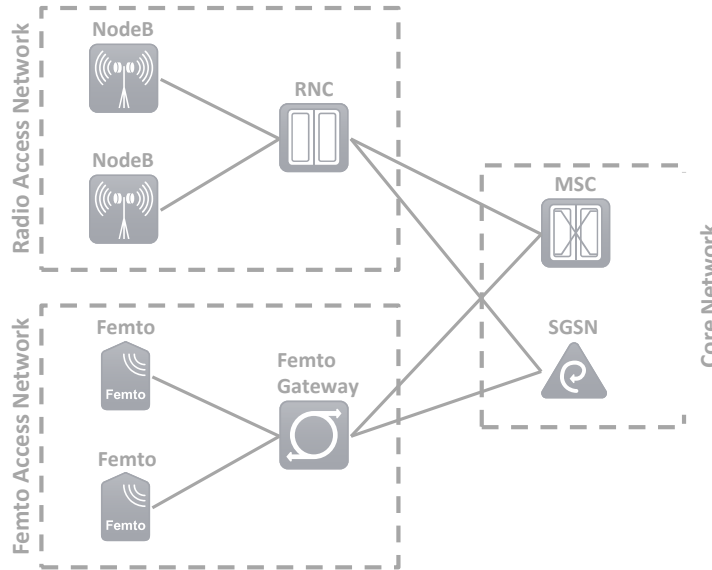 Radio Access Network
NodeB
RNC
NodeB
MSC
Core Network
SGSN
Femto Access Network
Femto
Femto
Femto
Gateway
Femto
Femto